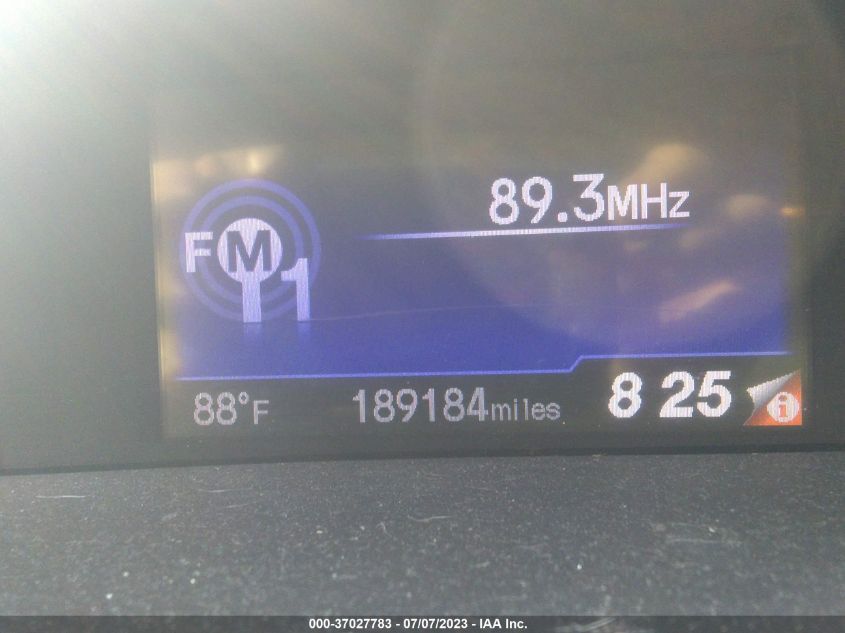 89.3MHz
FM1
88°F 189184miles 8 25 i
000-37027783 - 07/07/2023 - IAA Inc.